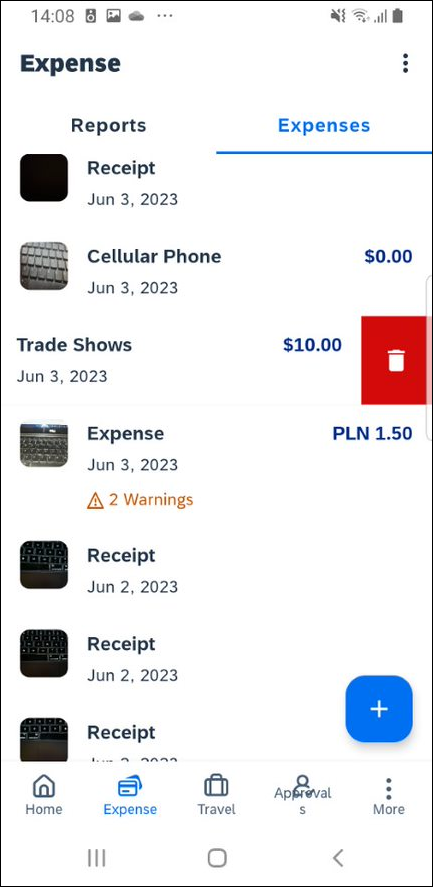 14:08
Expense
Reports Expenses
Receipt
Jun 3, 2023
Cellular Phone $0.00
Jun 3, 2023
Trade Shows $10.00
Jun 3, 2023
Expense PLN 1.50
Jun 3, 2023
2 Warnings
Receipt
Jun 2, 2023
Receipt
Jun 2, 2023
Receipt
Home Expense Travel Approval More
s